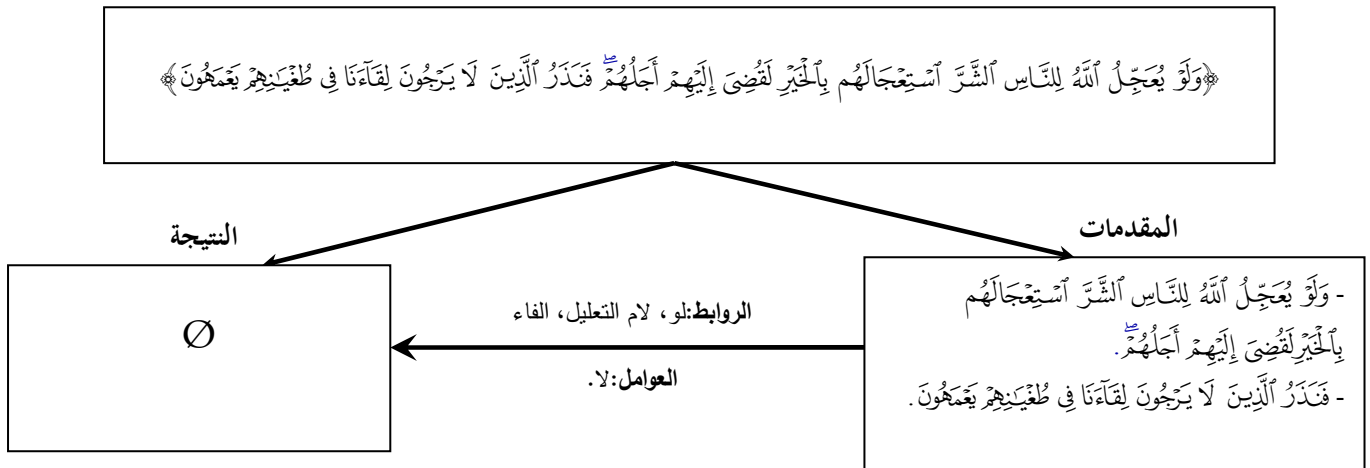 ﴿وَلَوْ يُعَجِّلُ ٱللَّهُ لِلنَّاسِ ٱلشَّرَّ ٱسْتِعْجَالَهُم بِٱلْخَيْرِ لَقُضِىَ إِلَيْهِمْ أَجَلُهُمْۖ فَنَذَرُ ٱلَّذِينَ لَا يَرْجُونَ لِقَآءَنَا فِى طُغْيَـٰنِهِمْ يَعْمَهُونَ﴾
المقدمات
النتيجة
- وَلَوْ يُعَجِّلُ ٱللَّهُ لِلنَّاسِ ٱلشَّرَّ ٱسْتِعْجَالَهُم
بِٱلْخَيْرِلَقُضِىَ إِلَيْهِمْ أَجَلُهُمْۖ.
- فَنَذَرُ ٱلَّذِينَ لَا يَرْجُونَ لِقَآءَنَا فِى طُغْيَـٰنِهِمْ يَعْمَهُونَ.
الروابط:لو، لام التعليل، الفاء
العوامل:لا.
Ø